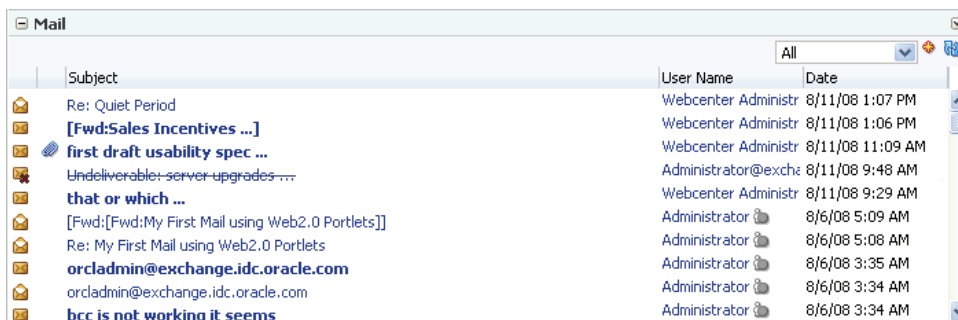 Mail
All
Subject User Name Date
Re: Quiet Period Webcenter Administr 8/11/08 1:07 PM
[Fwd:Sales Incentives ...] Webcenter Administr 8/11/08 1:06 PM
first draft usability spec ... Webcenter Administr 8/11/08 11:09 AM
Undeliverable: server upgrades ... Administrator@excha 8/11/08 9:48 AM
that or which ... Webcenter Administr 8/11/08 9:29 AM
[Fwd:[Fwd:My First Mail using Web2.0 Portlets]] Administrator 8/6/08 5:09 AM
Re: My First Mail using Web2.0 Portlets Administrator 8/6/08 5:08 AM
orcladmin@exchange.idc.oracle.com Administrator 8/6/08 3:35 AM
orcladmin@exchange.idc.oracle.com Administrator 8/6/08 3:34 AM
bcc is not working it seems Administrator 8/6/08 3:34 AM